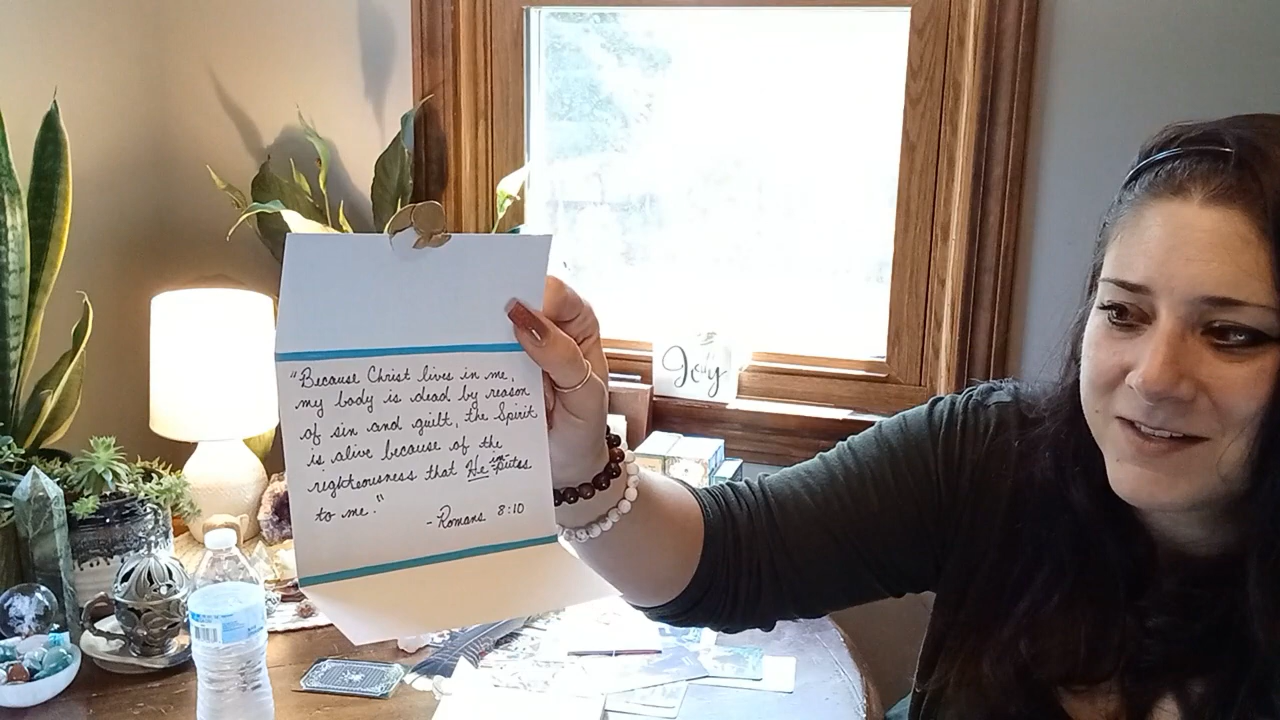 "Because Christ lives in me,
my body is dead by reason
of sin and guilt, the Spirit
is alive because of the
righteousness that He imputes
to me."
-Romans 8:10